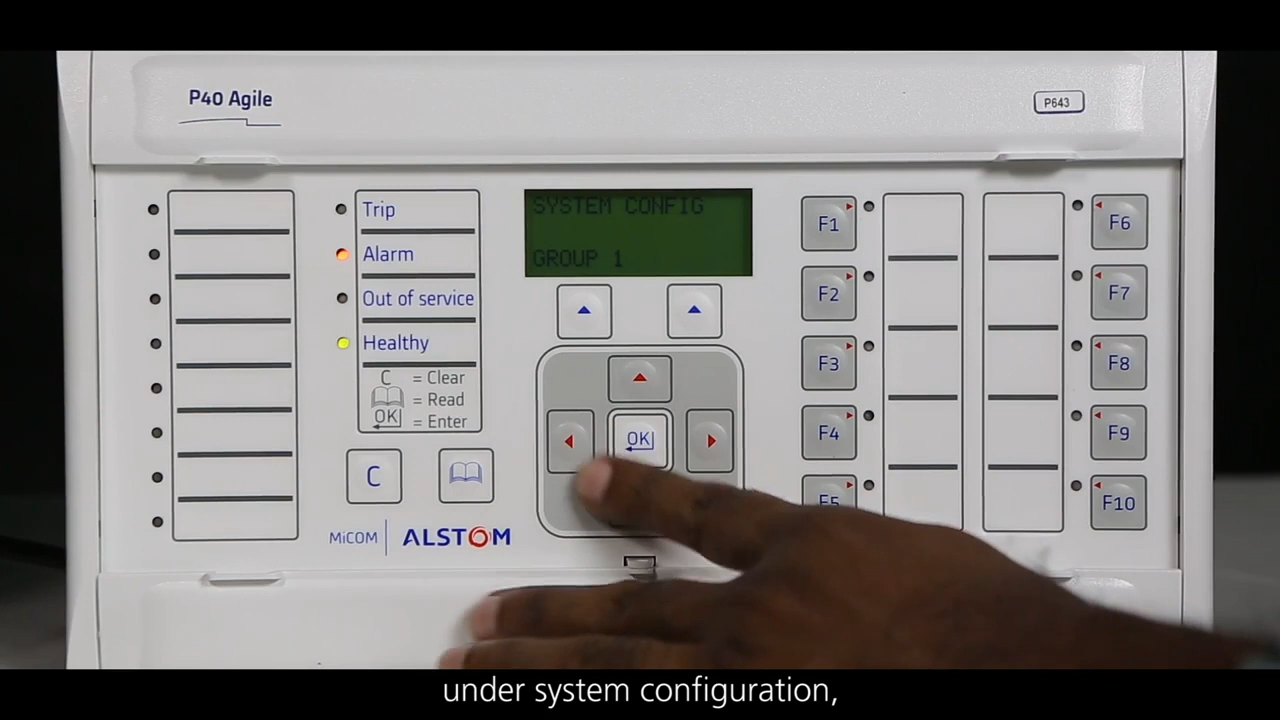 P40 Agile
P643
Trip
Alarm
Out of service
Healthy
C = Clear
= Read
OK = Enter
C
MiCOM ALSTOM
SYSTEM CONFIG
GROUP 1
OK
F1
F2
F3
F4
F5
F6
F7
F8
F9
F10
under system configuration,